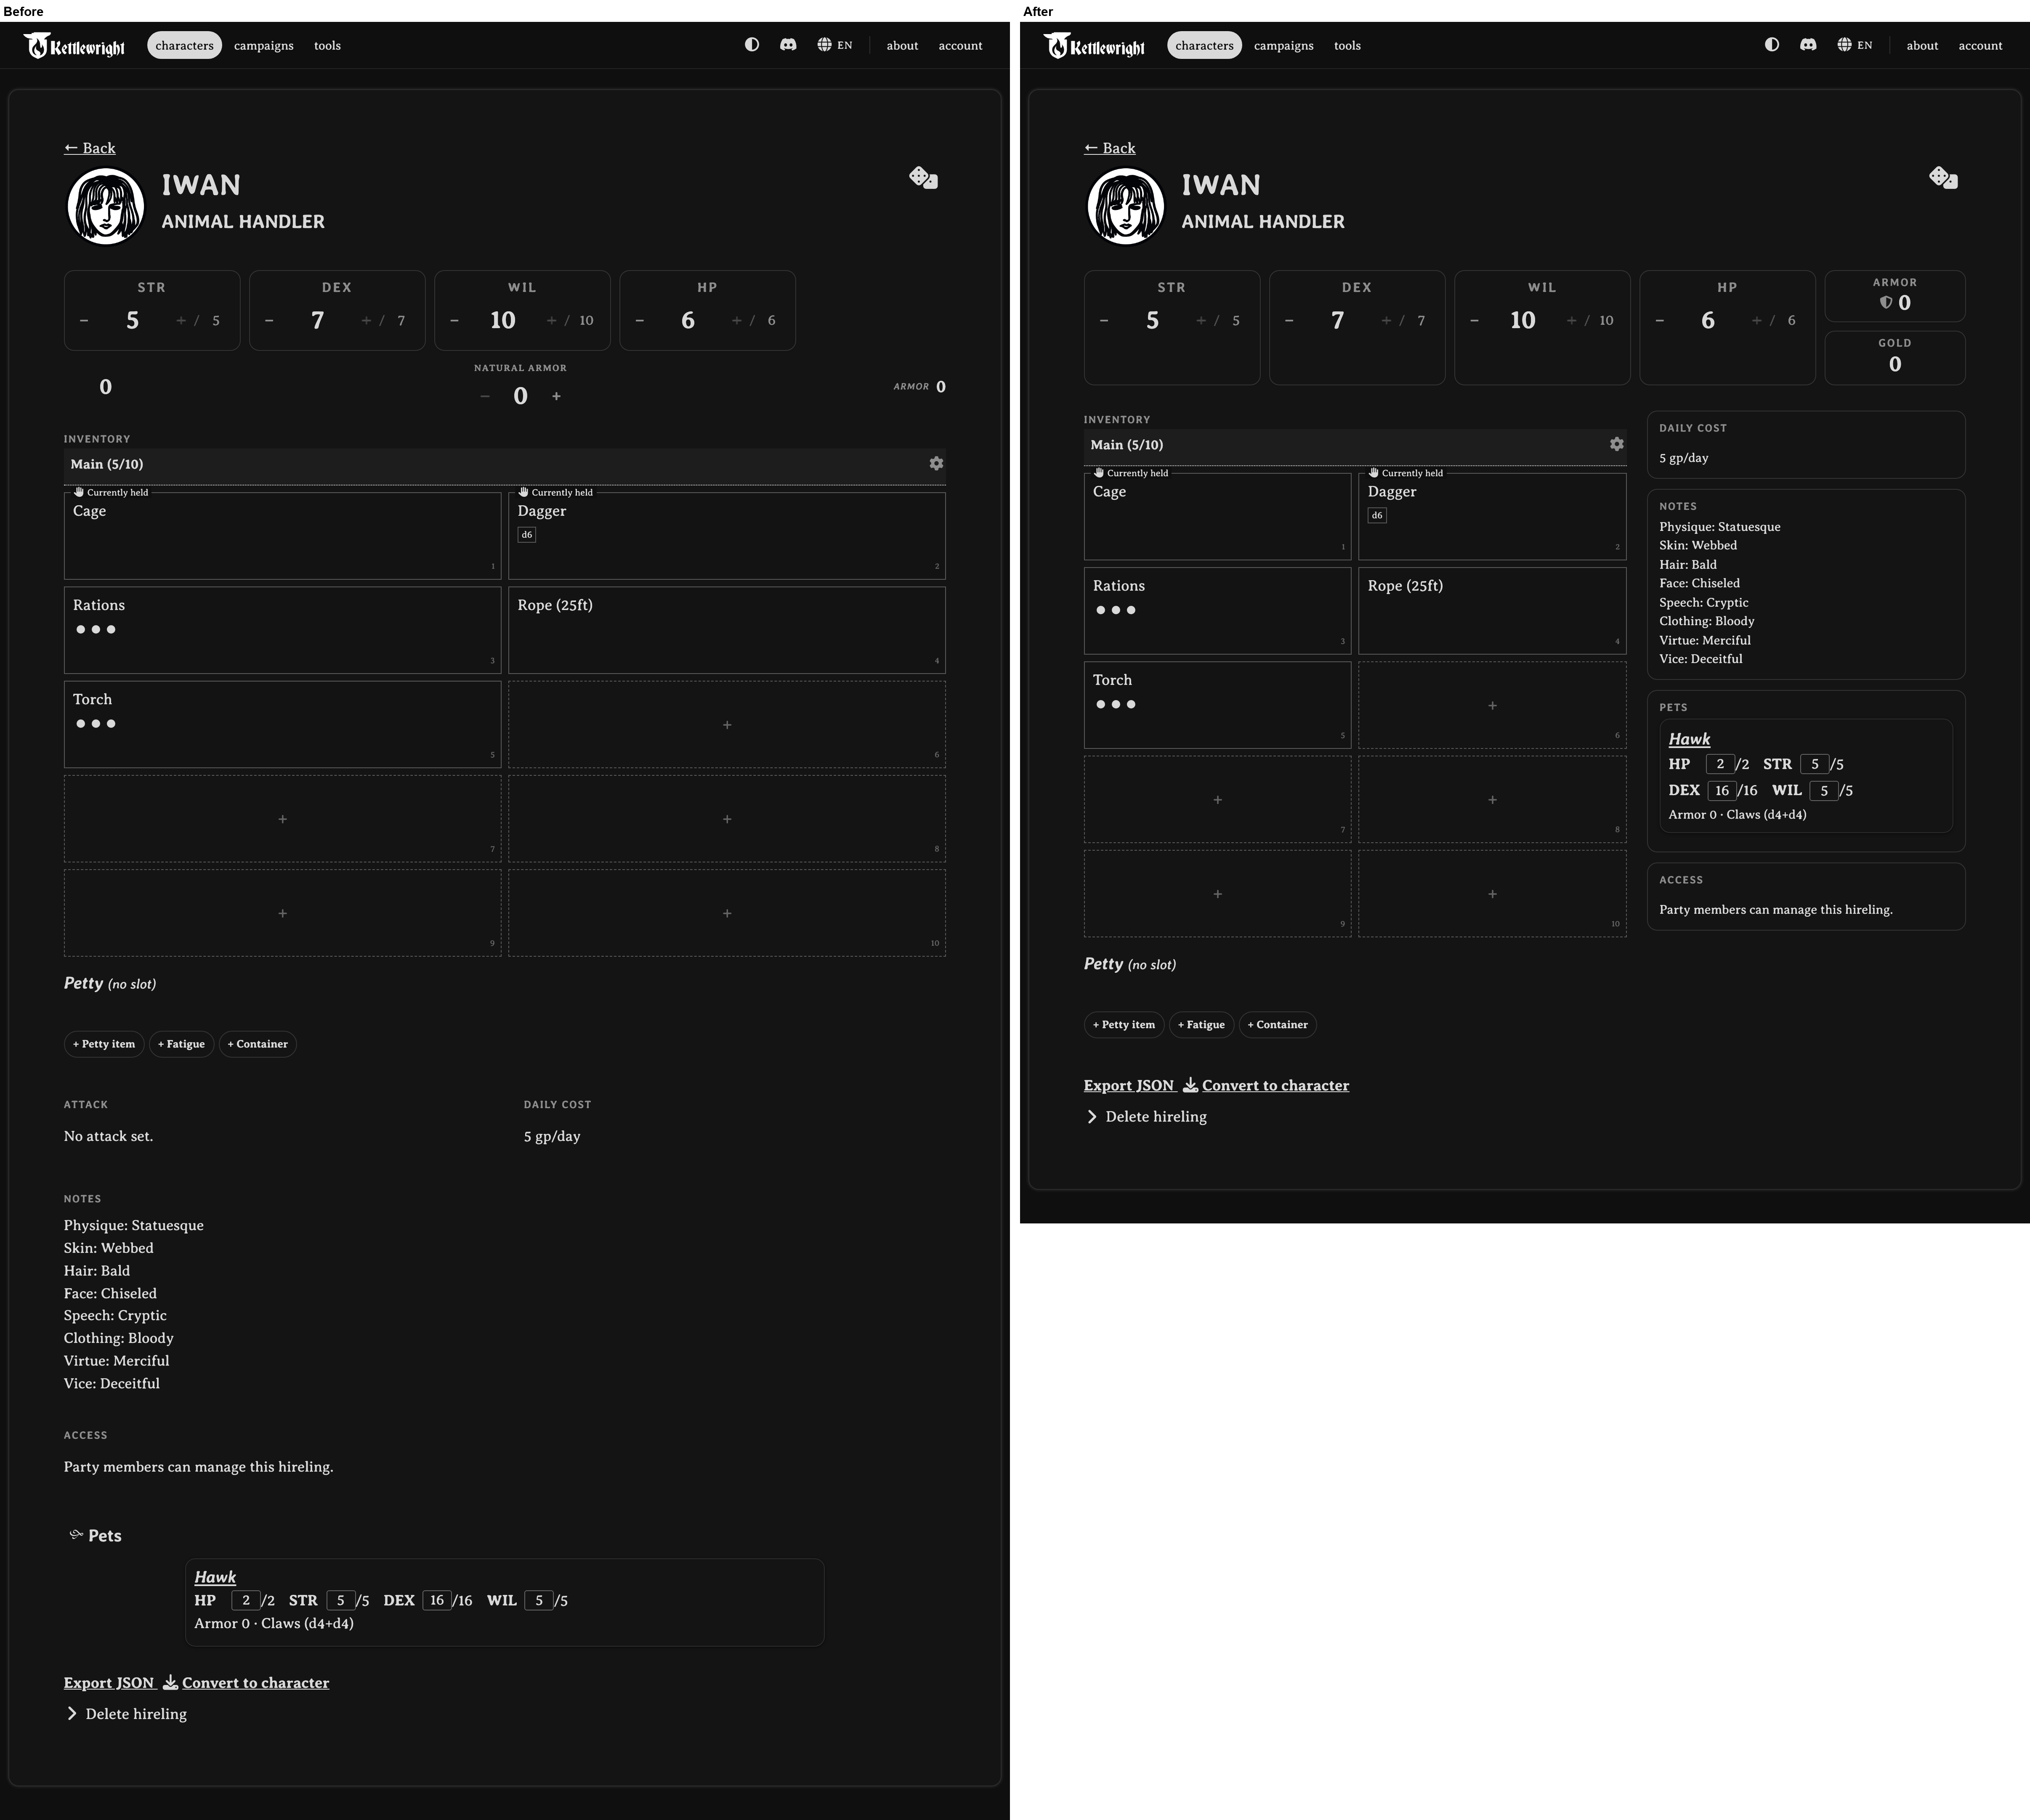 Before
Kettlewright characters campaigns tools EN about account
← Back
IWAN
ANIMAL HANDLER
STR DEX WIL HP
− 5 + / 5 − 7 + / 7 − 10 + / 10 − 6 + / 6
NATURAL ARMOR
0 − 0 + ARMOR 0
INVENTORY
Main (5/10)
Currently held Currently held
Cage Dagger
d6
1 2
Rations Rope (25ft)
3 4
Torch
+
5 6
+ +
7 8
+ +
9 10
Petty (no slot)
+ Petty item + Fatigue + Container
ATTACK DAILY COST
No attack set. 5 gp/day
NOTES
Physique: Statuesque
Skin: Webbed
Hair: Bald
Face: Chiseled
Speech: Cryptic
Clothing: Bloody
Virtue: Merciful
Vice: Deceitful
ACCESS
Party members can manage this hireling.
Pets
Hawk
HP 2/2 STR 5/5 DEX 16/16 WIL 5/5
Armor 0 · Claws (d4+d4)
Export JSON Convert to character
Delete hireling
After
Kettlewright characters campaigns tools EN about account
← Back
IWAN
ANIMAL HANDLER
STR DEX WIL HP
− 5 + / 5 − 7 + / 7 − 10 + / 10 − 6 + / 6
ARMOR
0
GOLD
0
INVENTORY
Main (5/10)
Currently held Currently held
Cage Dagger
d6
1 2
Rations Rope (25ft)
3 4
Torch
+
5 6
+ +
7 8
+ +
9 10
Petty (no slot)
+ Petty item + Fatigue + Container
Export JSON Convert to character
Delete hireling
DAILY COST
5 gp/day
NOTES
Physique: Statuesque
Skin: Webbed
Hair: Bald
Face: Chiseled
Speech: Cryptic
Clothing: Bloody
Virtue: Merciful
Vice: Deceitful
PETS
Hawk
HP 2/2 STR 5/5
DEX 16/16 WIL 5/5
Armor 0 · Claws (d4+d4)
ACCESS
Party members can manage this hireling.